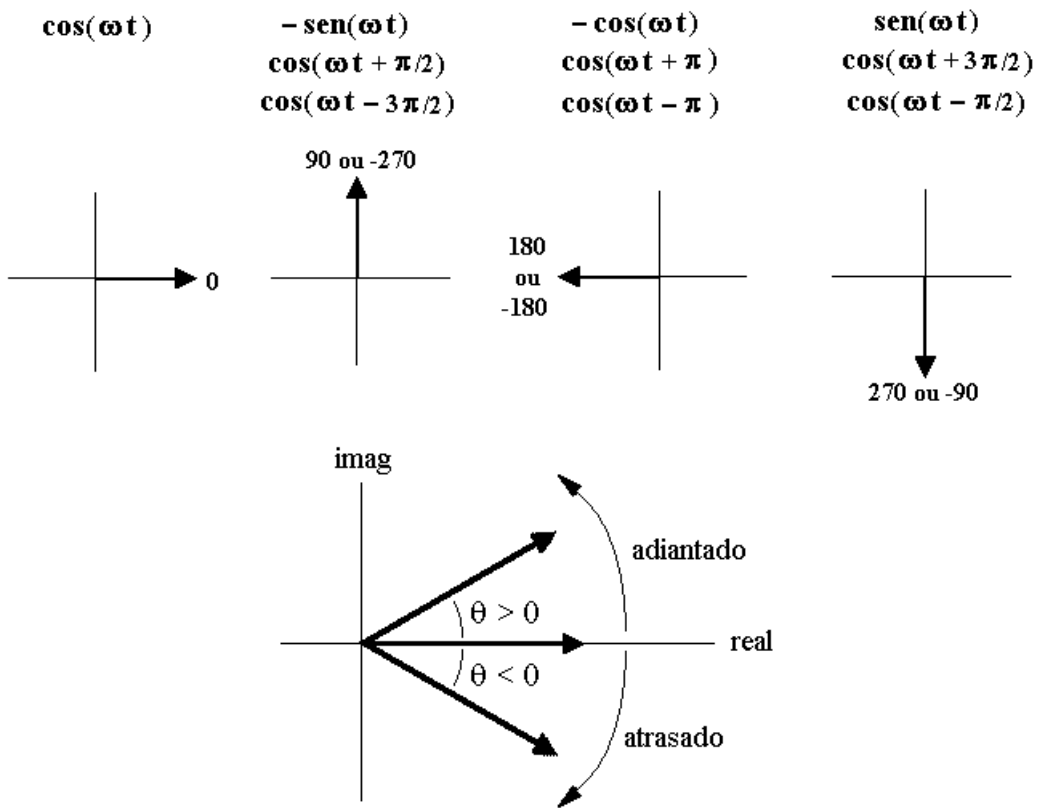 cos(ωt)
− sen(ωt)
cos(ωt + π/2)
cos(ωt − 3π/2)
− cos(ωt)
cos(ωt + π )
cos(ωt − π )
sen(ωt)
cos(ωt + 3π/2)
cos(ωt − π/2)
0
90 ou -270
180
ou
-180
270 ou -90
imag
adiantado
θ > 0
real
θ < 0
atrasado